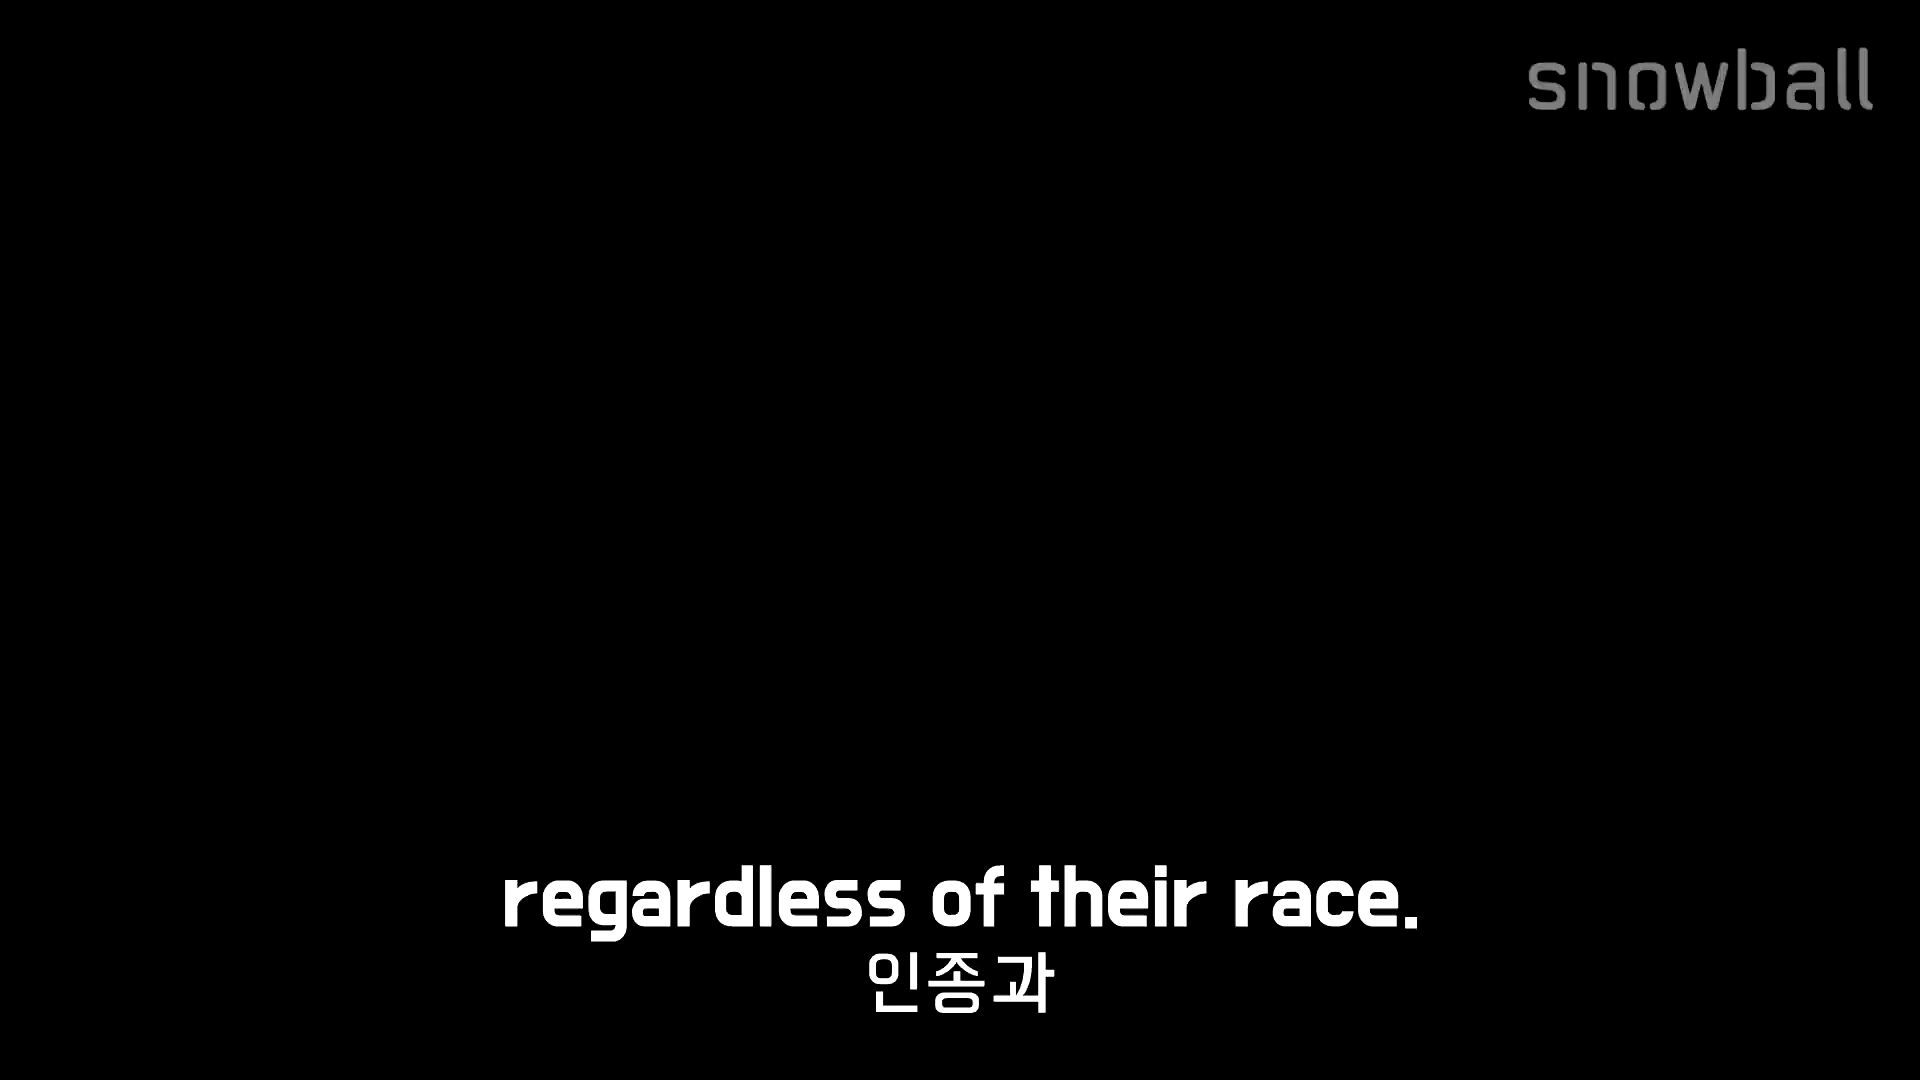 snowball
regardless of their race.
인종과